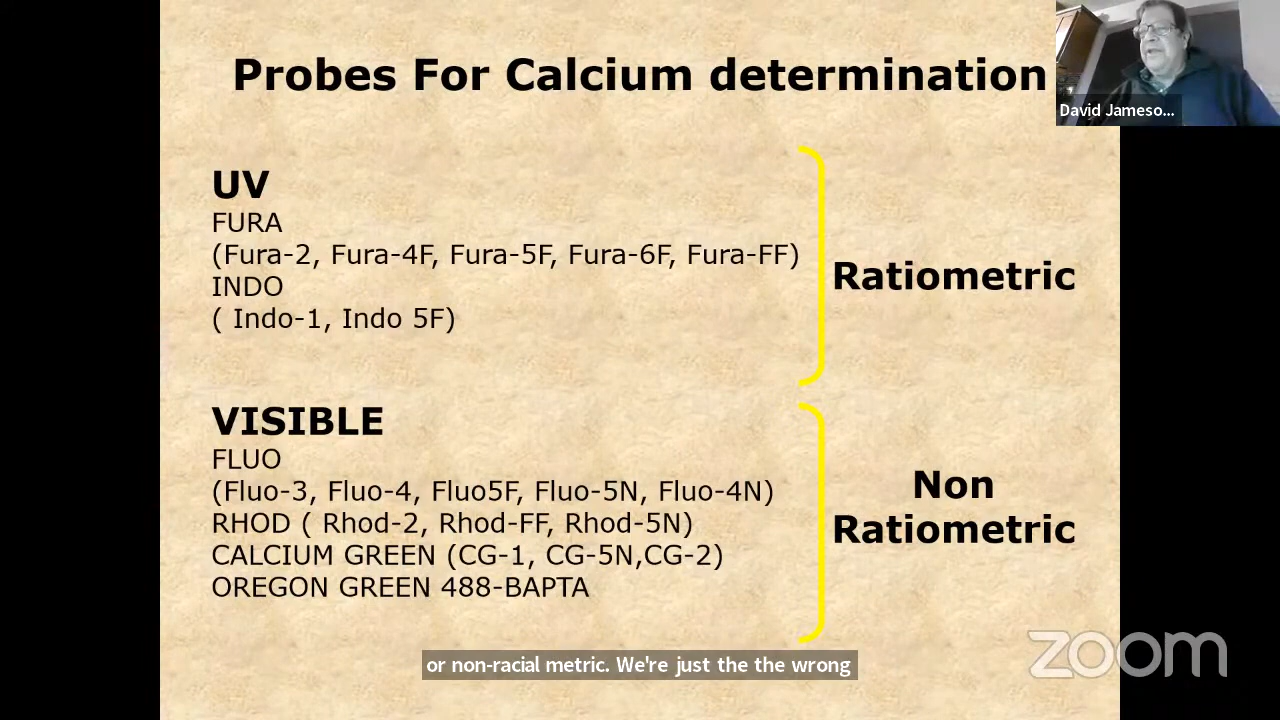 Probes For Calcium determination
David Jameso...
UV
FURA
(Fura-2, Fura-4F, Fura-5F, Fura-6F, Fura-FF)
INDO
( Indo-1, Indo 5F)
Ratiometric
VISIBLE
FLUO
(Fluo-3, Fluo-4, Fluo5F, Fluo-5N, Fluo-4N)
RHOD ( Rhod-2, Rhod-FF, Rhod-5N)
CALCIUM GREEN (CG-1, CG-5N,CG-2)
OREGON GREEN 488-BAPTA
Non
Ratiometric
or non-racial metric. We're just the the wrong
zoom